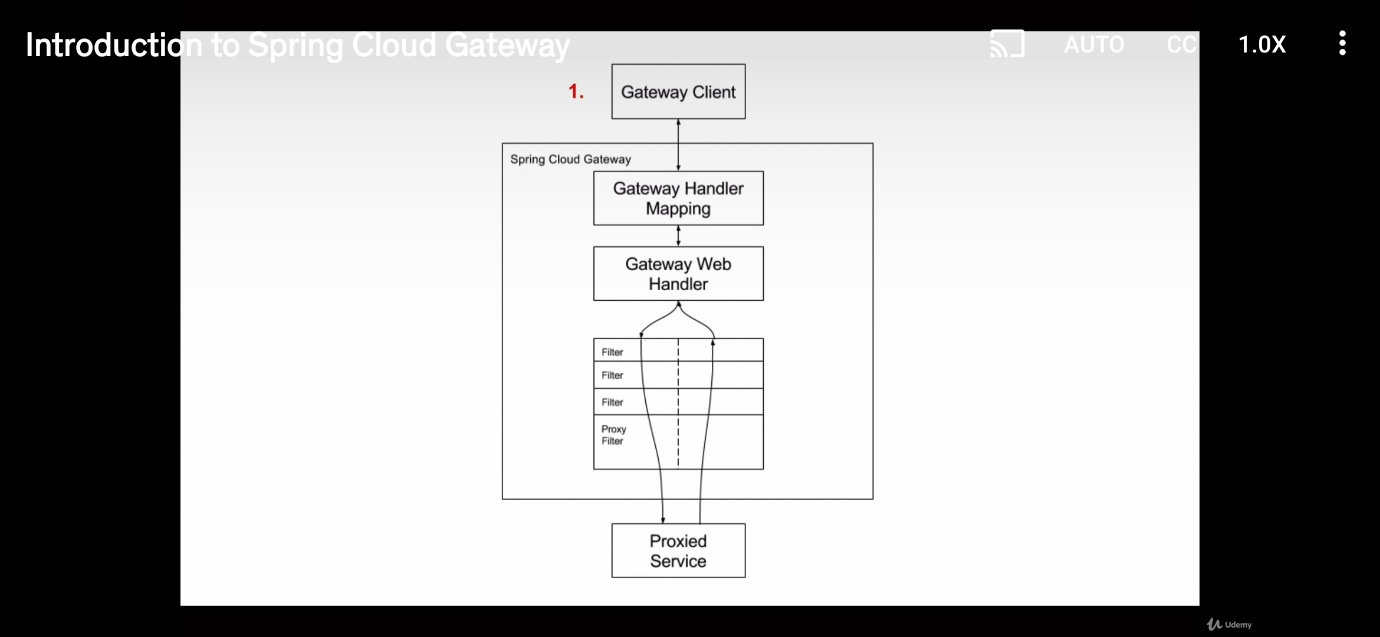 Introduction to Spring Cloud Gateway
AUTO
CC
1.0X
1.
Gateway Client
Spring Cloud Gateway
Gateway Handler
Mapping
Gateway Web
Handler
Filter
Filter
Filter
Proxy
Filter
Proxied
Service
Udemy